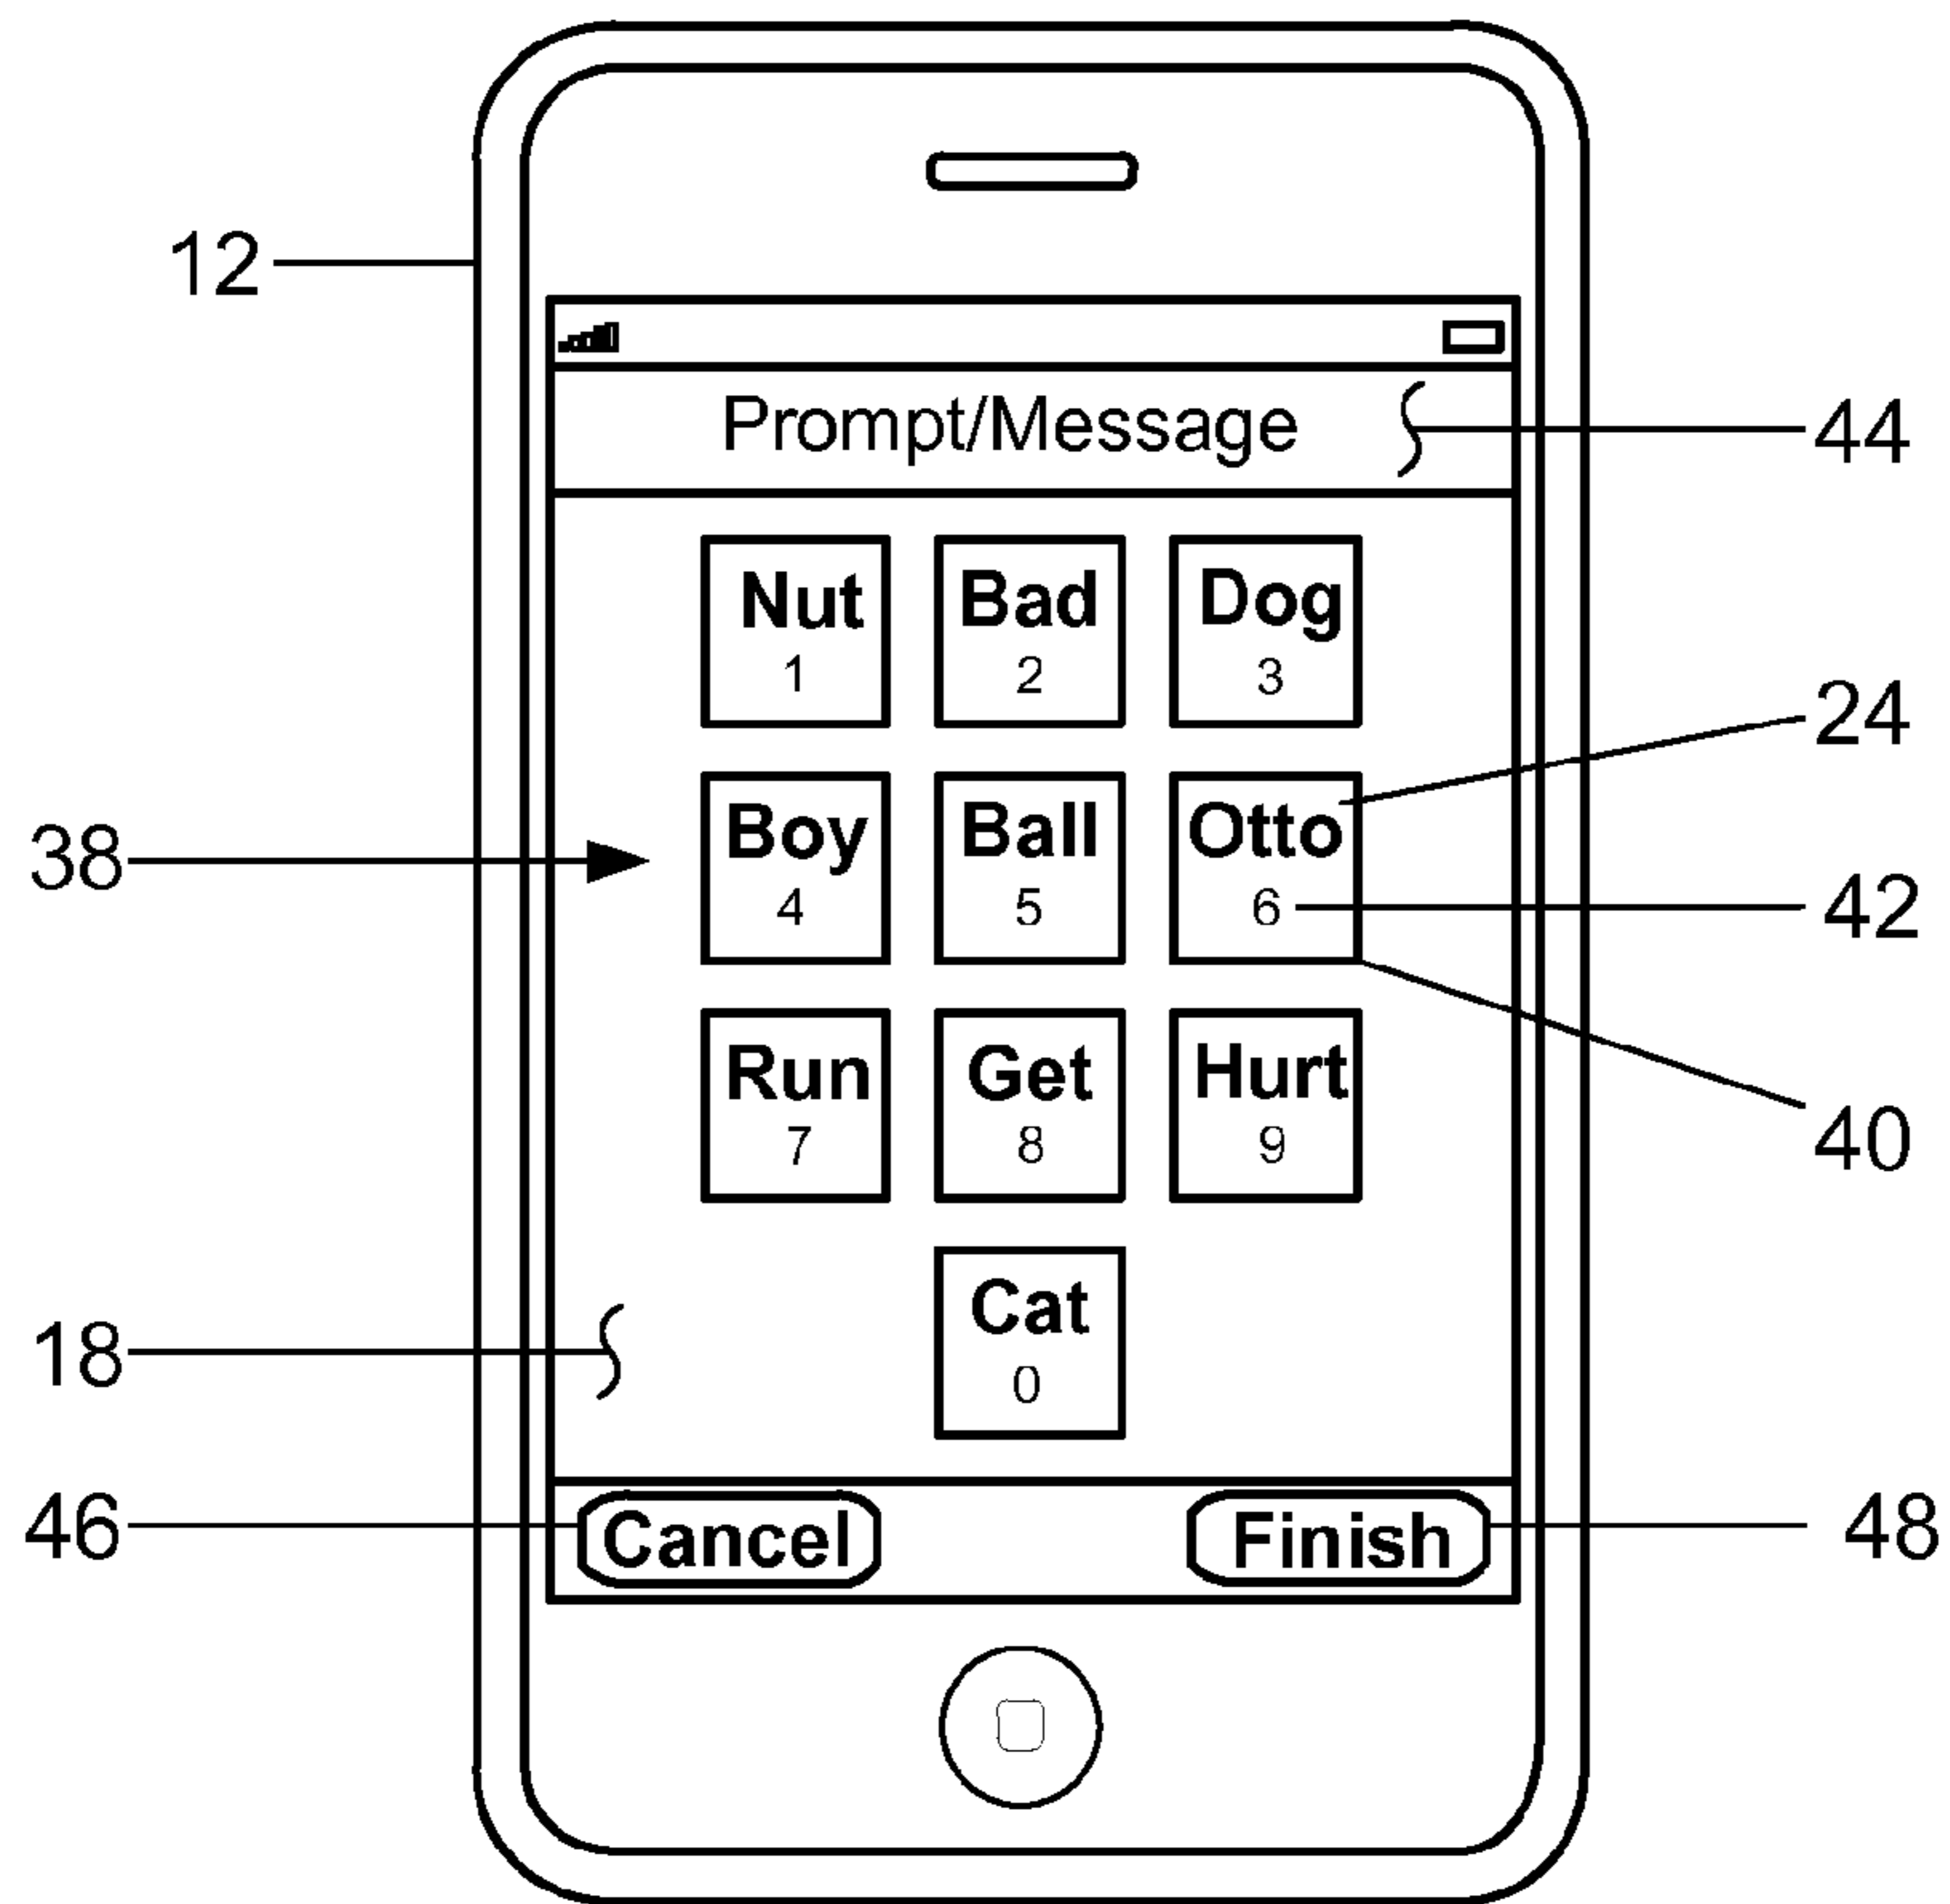 12
Prompt/Message
44
Nut Bad Dog
1 2 3
24
Boy Ball Otto
38
4 5 6
42
Run Get Hurt
7 8 9
40
Cat
18
0
46
Cancel Finish
48